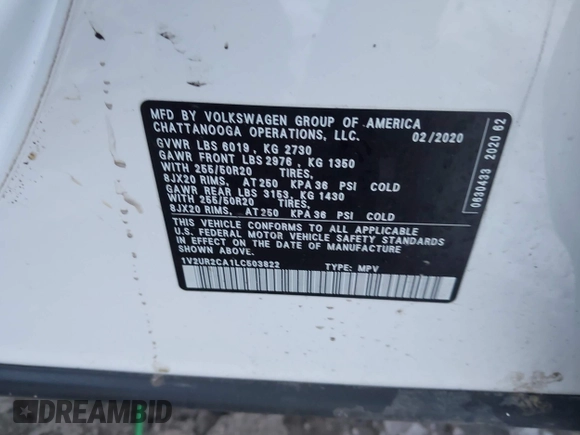 MFD BY VOLKSWAGEN GROUP OF AMERICA
CHATTANOOGA OPERATIONS, LLC. 02/2020
GVWR LBS 6019, KG 2730
GAWR FRONT LBS 2976, KG 1350
WITH 255/50R20 TIRES,
8JX20 RIMS, AT 250 KPA 36 PSI COLD
GAWR REAR LBS 3153, KG 1430
WITH 255/50R20 TIRES,
8JX20 RIMS, AT 250 KPA 36 PSI COLD
THIS VEHICLE CONFORMS TO ALL APPLICABLE
U.S. FEDERAL MOTOR VEHICLE SAFETY STANDARDS
IN EFFECT ON THE DATE OF MANUFACTURE
SHOWN ABOVE.
1V2UR2CA1LC503822 TYPE: MPV
0630433 2020 62
DREAMBID